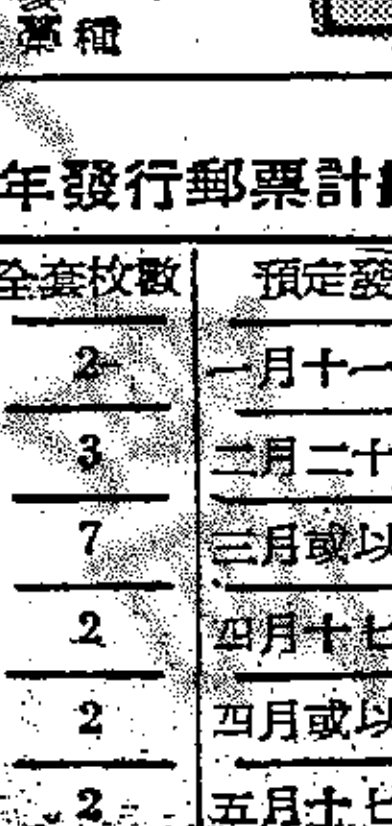 票種
年發行郵票計
全套枚數 預定發
2 一月十一
3 二月二十
7 三月或以
2 四月十七
2 四月或以
2 五月十七